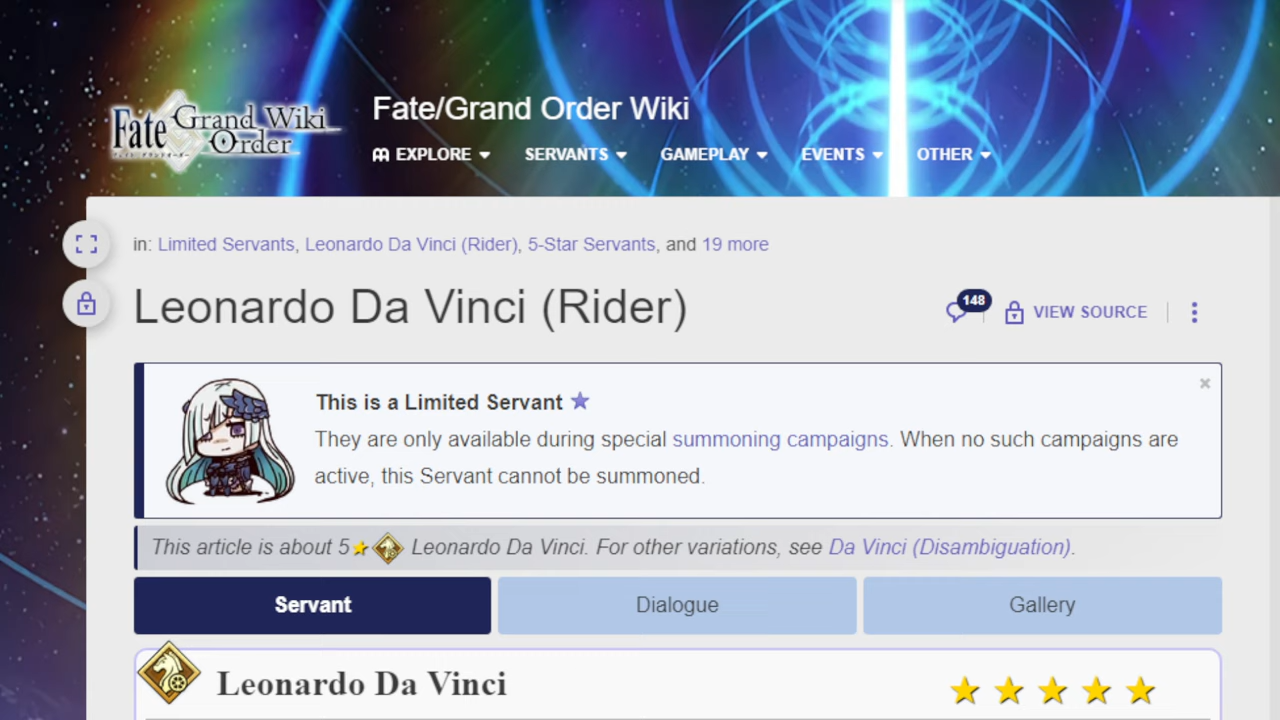 Fate Grand Wiki
Order
Fate/Grand Order Wiki
EXPLORE SERVANTS GAMEPLAY EVENTS OTHER
in: Limited Servants, Leonardo Da Vinci (Rider), 5-Star Servants, and 19 more
Leonardo Da Vinci (Rider)
148
VIEW SOURCE
This is a Limited Servant
They are only available during special summoning campaigns. When no such campaigns are
active, this Servant cannot be summoned.
This article is about 5 Leonardo Da Vinci. For other variations, see Da Vinci (Disambiguation).
Servant Dialogue Gallery
Leonardo Da Vinci